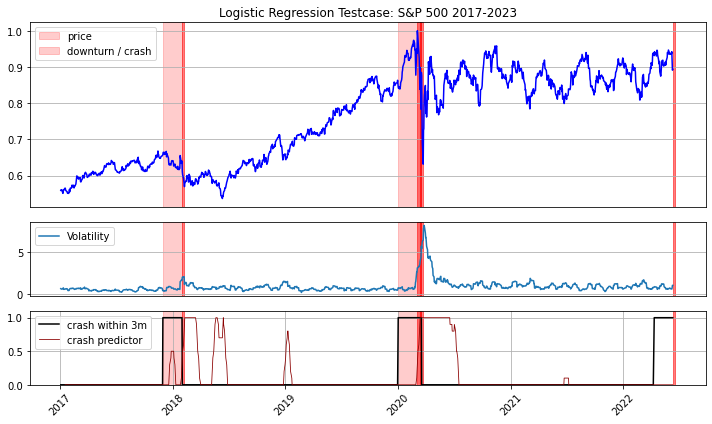 Logistic Regression Testcase: S&P 500 2017-2023
price
downturn / crash
1.0
0.9
0.8
0.7
0.6
Volatility
5
0
crash within 3m
crash predictor
1.0
0.5
0.0
2017
2018
2019
2020
2021
2022